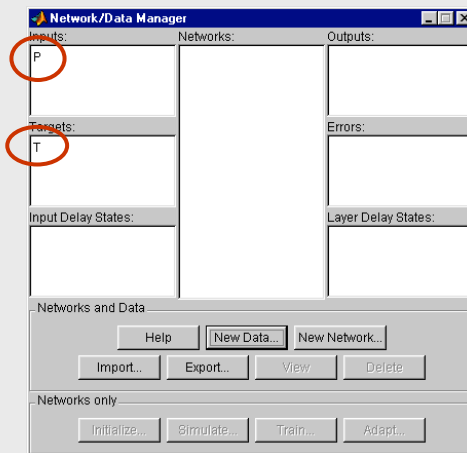 Network/Data Manager
Inputs: Networks: Outputs:
P
Targets: Errors:
T
Input Delay States: Layer Delay States:
Networks and Data
Help New Data... New Network...
Import... Export... View Delete
Networks only
Initialize... Simulate... Train... Adapt...